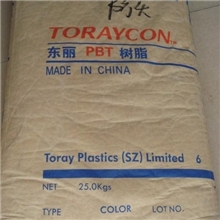 TORAYCON
东丽 PBT 树脂
MADE IN CHINA
Toray Plastics (SZ) Limited 6
NET 25.0Kgs
TYPE COLOR LOT NO.